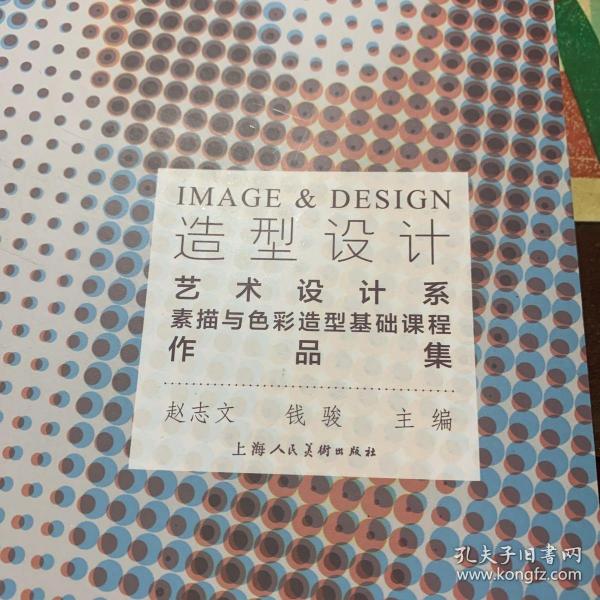 IMAGE & DESIGN
造型设计
艺术设计系
素描与色彩造型基础课程
作品集
赵志文 钱骏 主编
上海人民美術出版社
孔夫子旧書网
www.kongfz.com